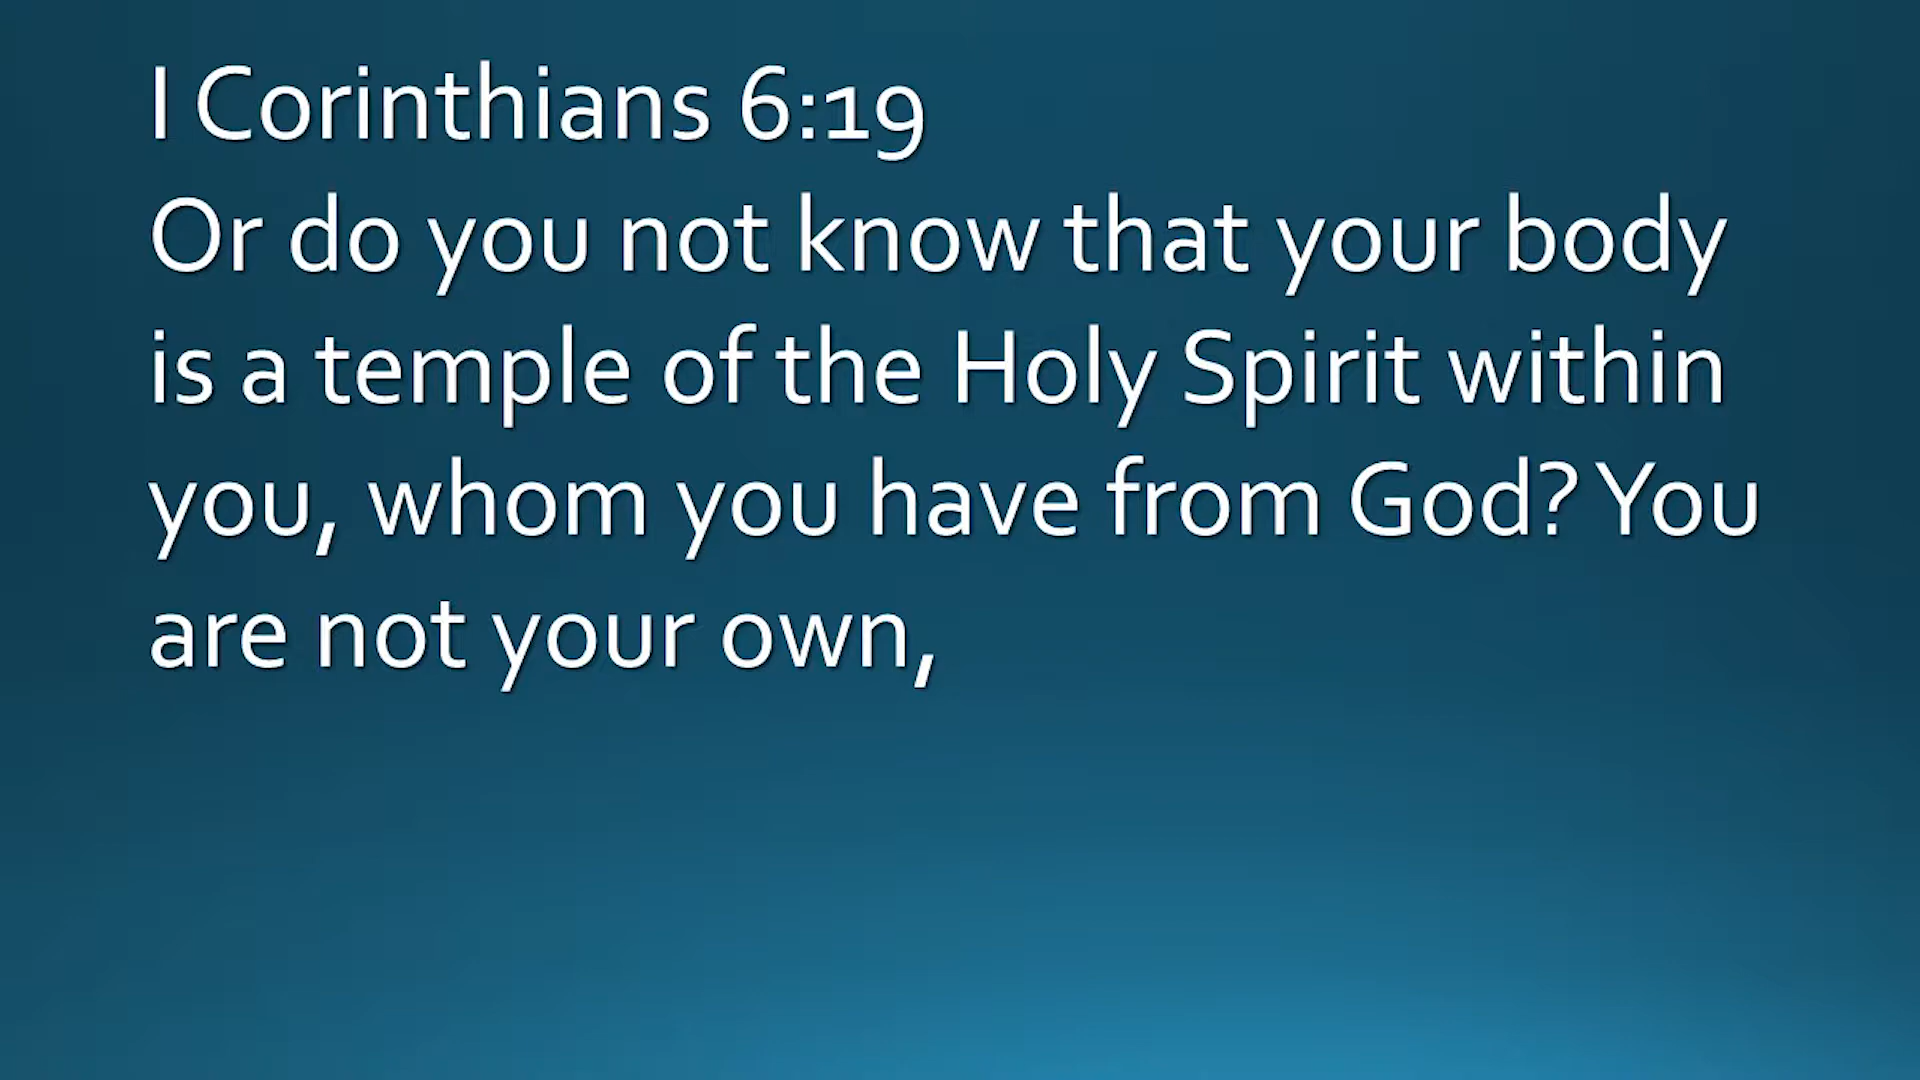 I Corinthians 6:19
Or do you not know that your body
is a temple of the Holy Spirit within
you, whom you have from God? You
are not your own,